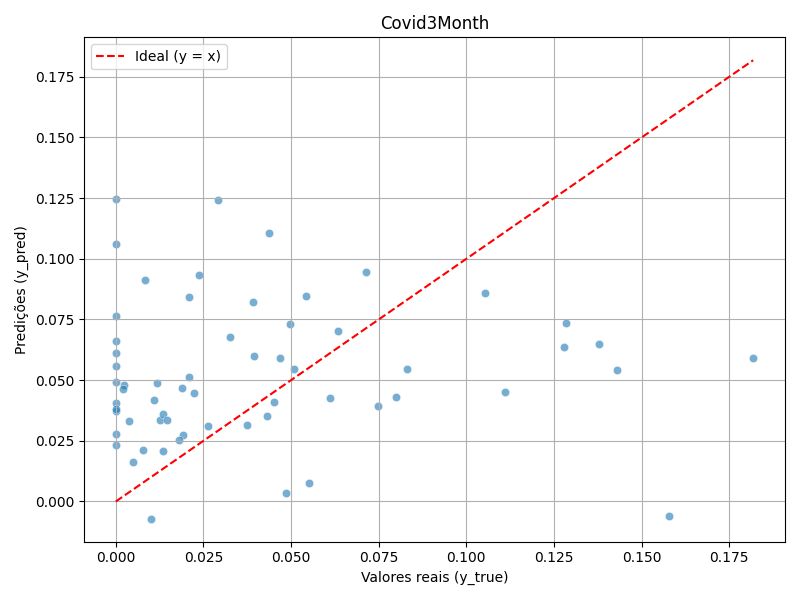 Covid3Month
Ideal (y = x)
0.175
0.150
0.125
0.100
0.075
0.050
0.025
0.000
Predições (y_pred)
0.000 0.025 0.050 0.075 0.100 0.125 0.150 0.175
Valores reais (y_true)